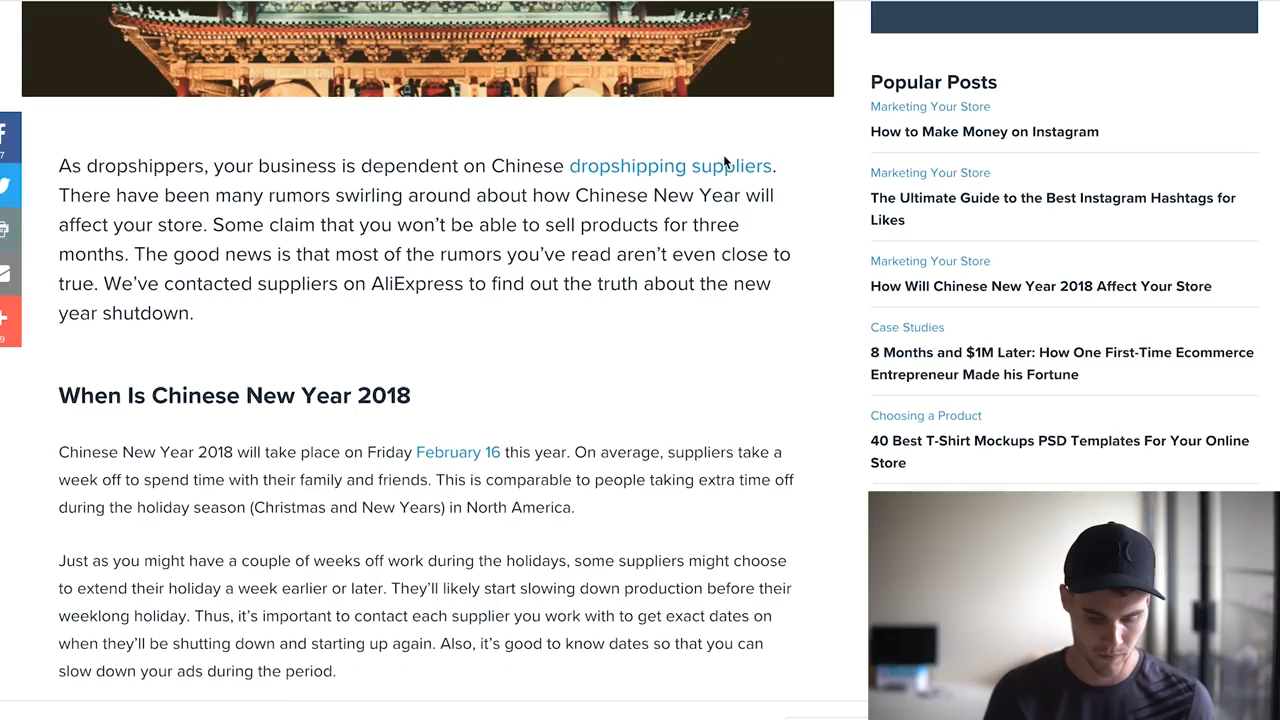 As dropshippers, your business is dependent on Chinese dropshipping suppliers.
There have been many rumors swirling around about how Chinese New Year will
affect your store. Some claim that you won't be able to sell products for three
months. The good news is that most of the rumors you've read aren't even close to
true. We've contacted suppliers on AliExpress to find out the truth about the new
year shutdown.
When Is Chinese New Year 2018
Chinese New Year 2018 will take place on Friday February 16 this year. On average, suppliers take a
week off to spend time with their family and friends. This is comparable to people taking extra time off
during the holiday season (Christmas and New Years) in North America.
Just as you might have a couple of weeks off work during the holidays, some suppliers might choose
to extend their holiday a week earlier or later. They'll likely start slowing down production before their
weeklong holiday. Thus, it's important to contact each supplier you work with to get exact dates on
when they'll be shutting down and starting up again. Also, it's good to know dates so that you can
slow down your ads during the period.
Popular Posts
Marketing Your Store
How to Make Money on Instagram
Marketing Your Store
The Ultimate Guide to the Best Instagram Hashtags for
Likes
Marketing Your Store
How Will Chinese New Year 2018 Affect Your Store
Case Studies
8 Months and $1M Later: How One First-Time Ecommerce
Entrepreneur Made his Fortune
Choosing a Product
40 Best T-Shirt Mockups PSD Templates For Your Online
Store